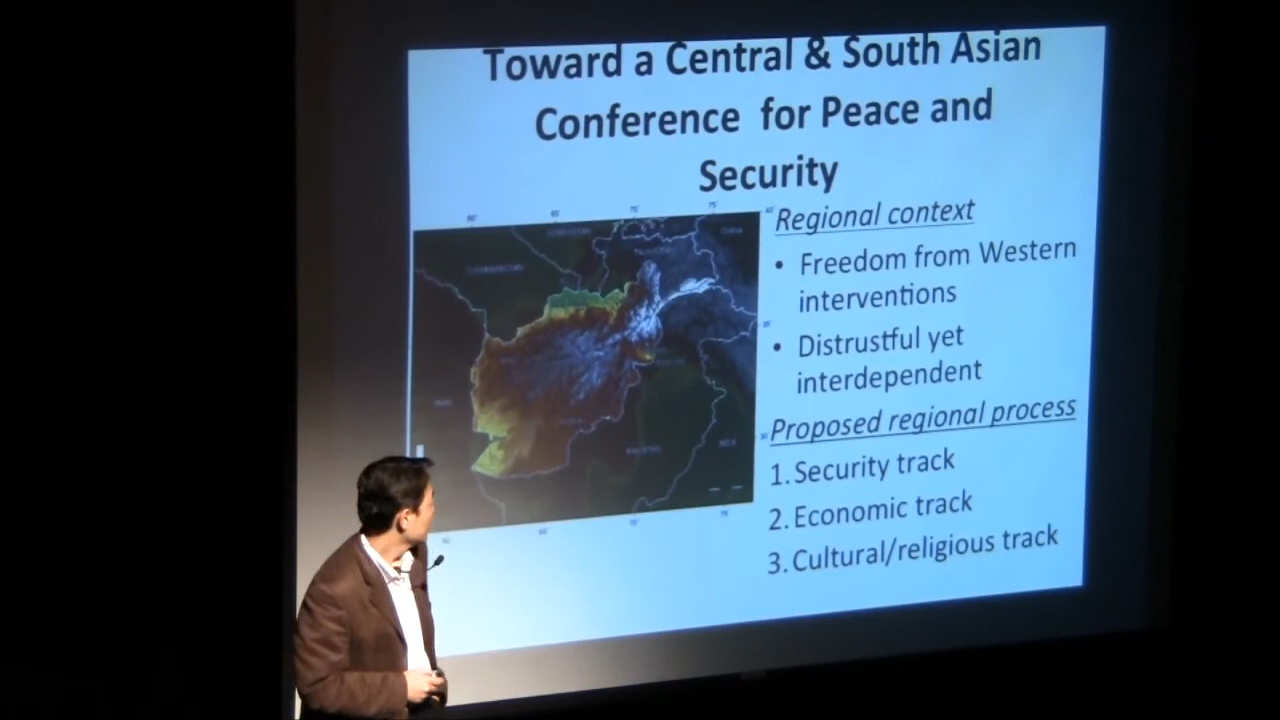 Toward a Central & South Asian
Conference for Peace and
Security
Regional context
• Freedom from Western
interventions
• Distrustful yet
interdependent
Proposed regional process
1. Security track
2. Economic track
3. Cultural/religious track
PAKISTAN